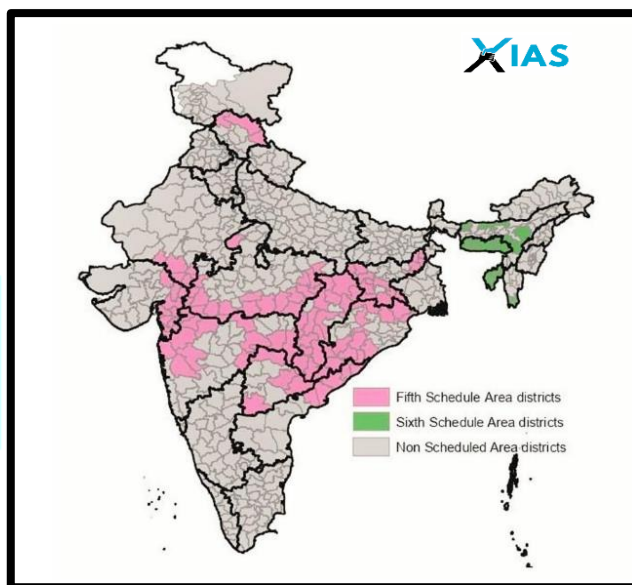 XIAS
Fifth Schedule Area districts
Sixth Schedule Area districts
Non Scheduled Area districts